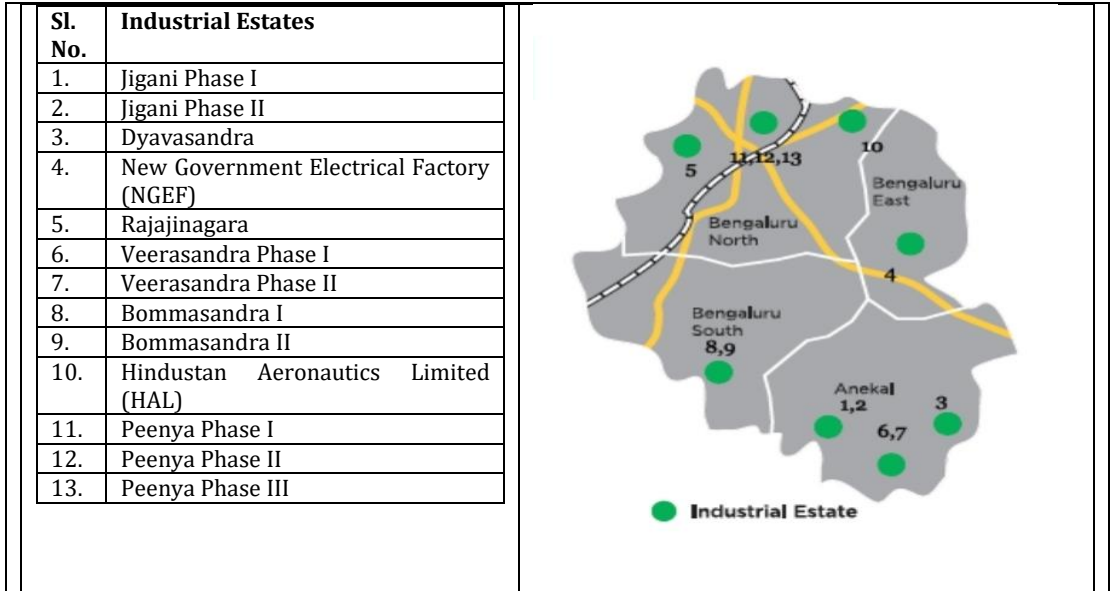 Sl. No. Industrial Estates
1. Jigani Phase I
2. Jigani Phase II
3. Dyavasandra
4. New Government Electrical Factory
(NGEF)
5. Rajajinagara
6. Veerasandra Phase I
7. Veerasandra Phase II
8. Bommasandra I
9. Bommasandra II
10. Hindustan Aeronautics Limited
(HAL)
11. Peenya Phase I
12. Peenya Phase II
13. Peenya Phase III
5
11,12,13
10
Bengaluru
East
Bengaluru
North
4
Bengaluru
South
8,9
Anekal
1,2
3
6,7
Industrial Estate